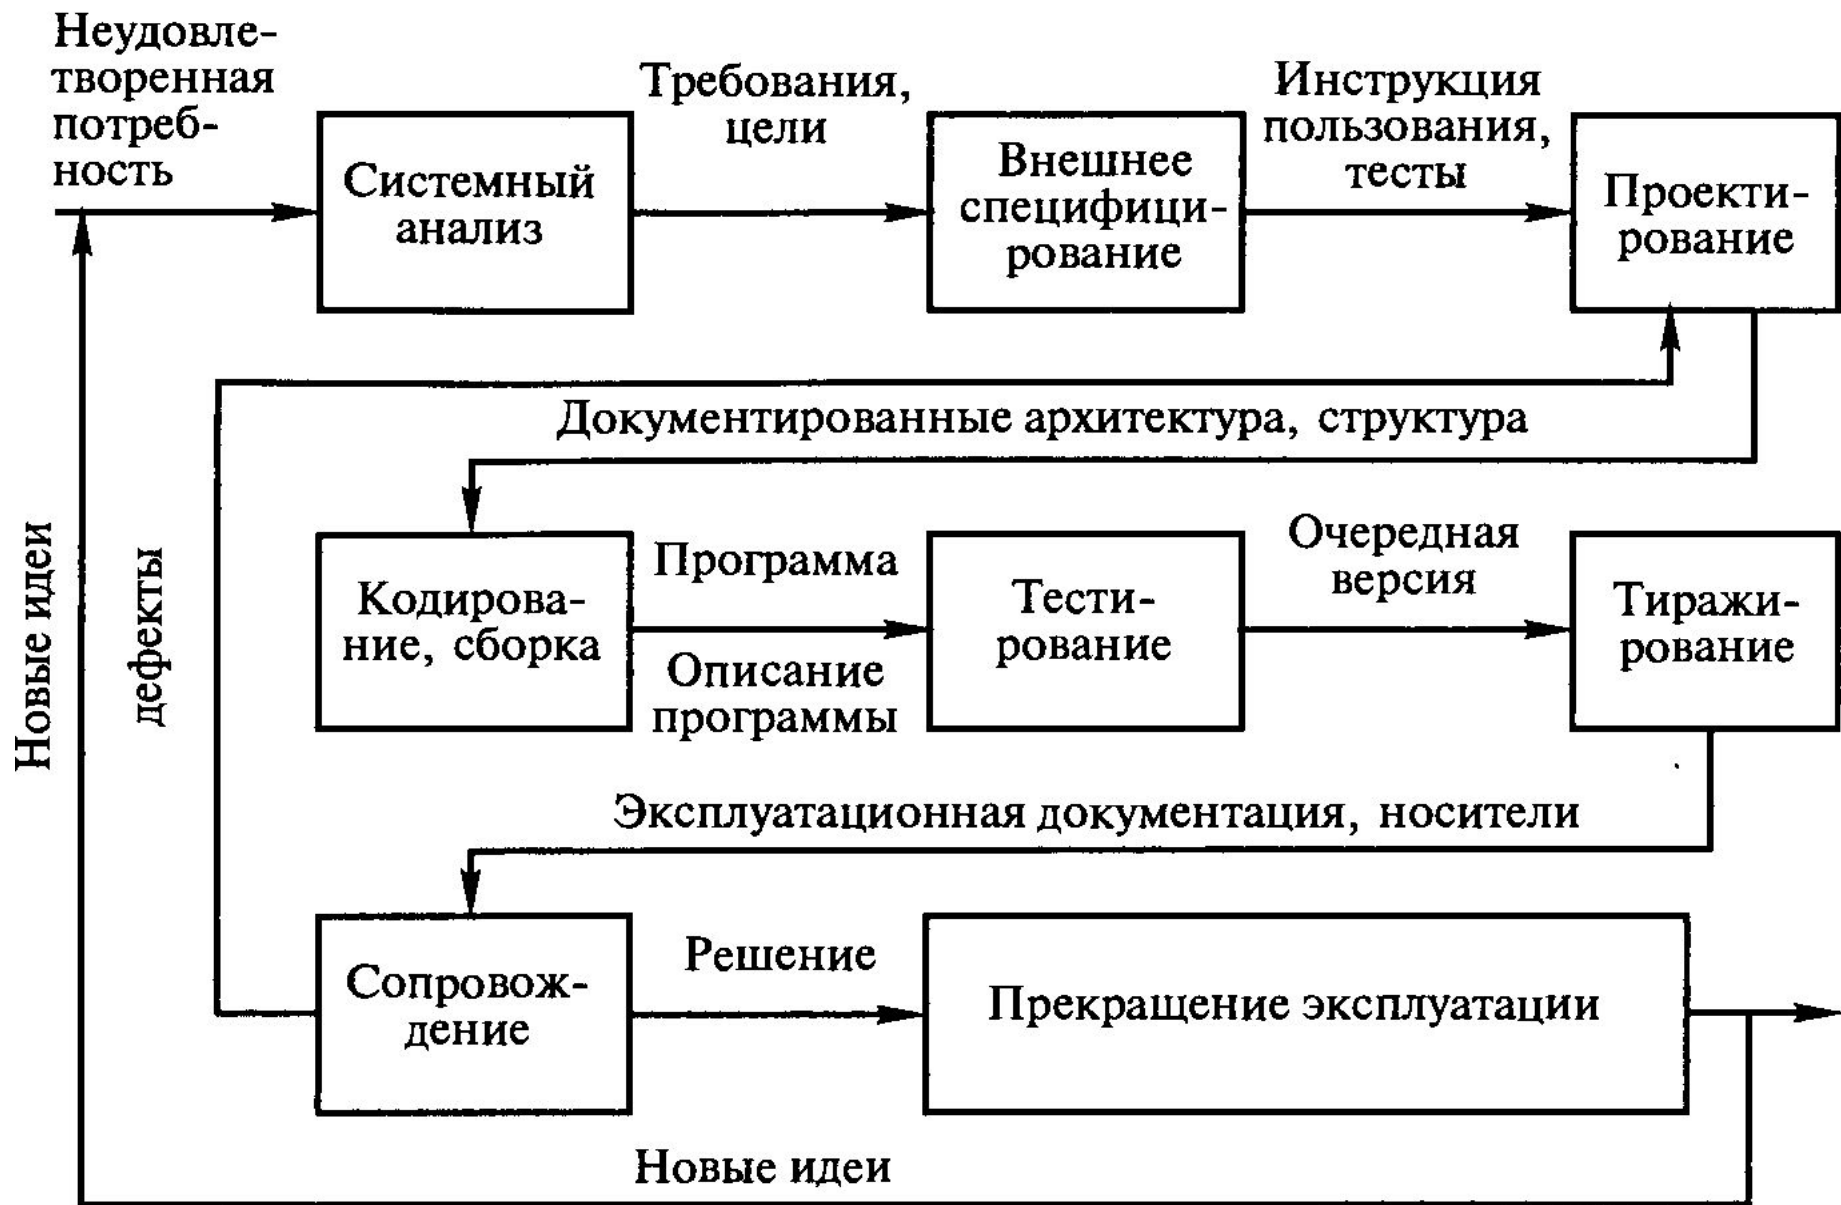 Неудовле-
творенная
потреб-
ность
Системный
анализ
Требования,
цели
Внешнее
специфици-
рование
Инструкция
пользования,
тесты
Проекти-
рование
Документированные архитектура, структура
Новые идеи
дефекты
Кодирова-
ние, сборка
Программа
Описание
программы
Тести-
рование
Очередная
версия
Тиражи-
рование
Эксплуатационная документация, носители
Сопровож-
дение
Решение
Прекращение эксплуатации
Новые идеи